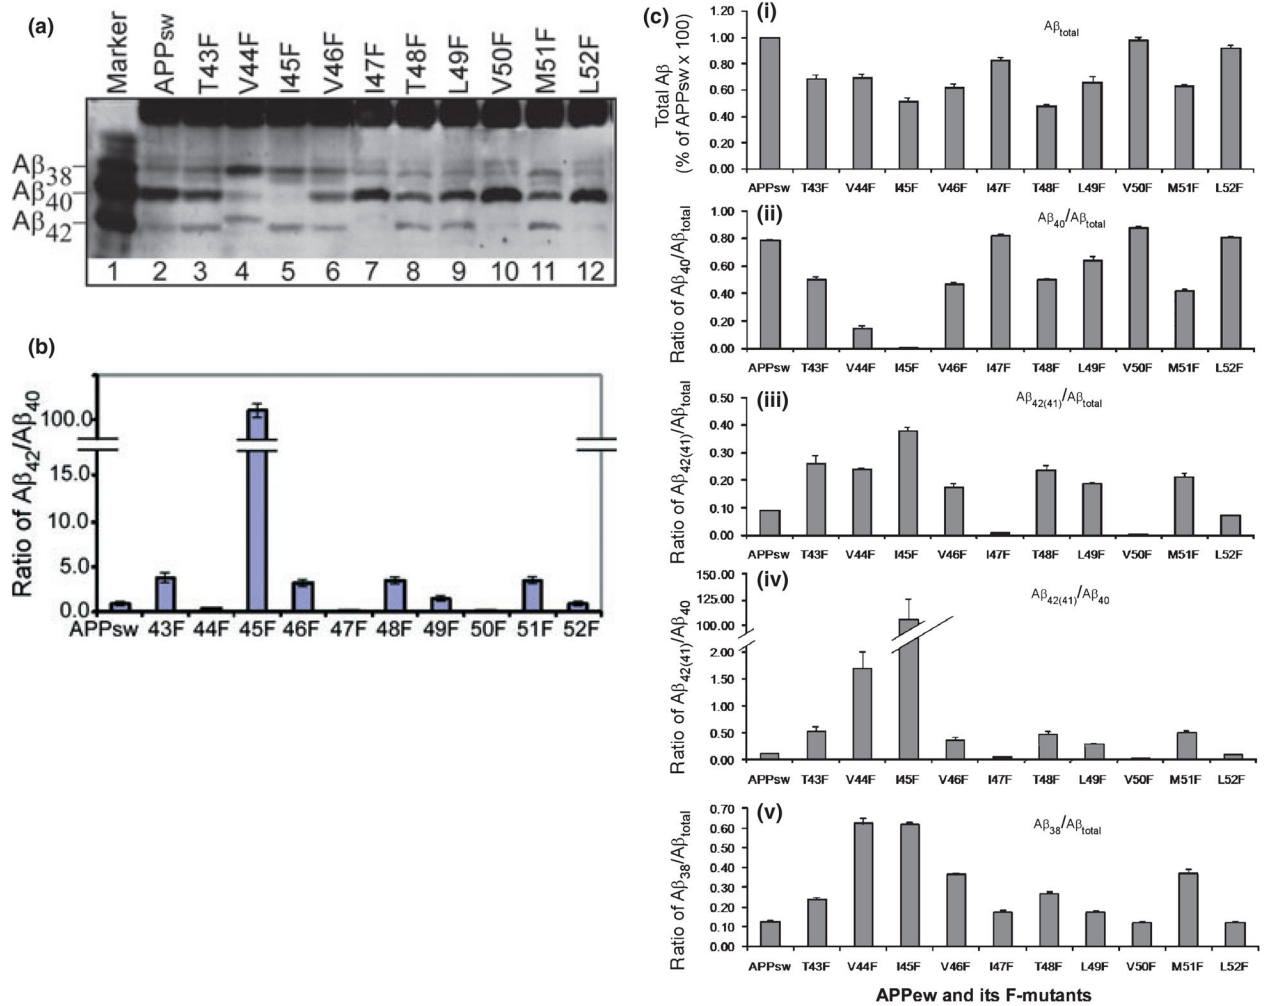 (a)
Marker APPsw T43F V44F I45F V46F I47F T48F L49F V50F M51F L52F
Aβ38
Aβ40
Aβ42
1 2 3 4 5 6 7 8 9 10 11 12
(b)
Ratio of Aβ42/Aβ40
100.0
15.0
10.0
5.0
0.0
APPsw 43F 44F 45F 46F 47F 48F 49F 50F 51F 52F
(c)
(i)
Aβtotal
Total Aβ
(% of APPsw x 100)
1.20
1.00
0.80
0.60
0.40
0.20
0.00
APPsw T43F V44F I45F V46F I47F T48F L49F V50F M51F L52F
(ii)
Aβ40/Aβtotal
Ratio of Aβ40/Aβtotal
1.00
0.80
0.60
0.40
0.20
0.00
APPsw T43F V44F I45F V46F I47F T48F L49F V50F M51F L52F
(iii)
Aβ42(41)/Aβtotal
Ratio of Aβ42(41)/Aβtotal
0.50
0.40
0.30
0.20
0.10
0.00
APPsw T43F V44F I45F V46F I47F T48F L49F V50F M51F L52F
(iv)
Aβ42(41)/Aβ40
Ratio of Aβ42(41)/Aβ40
150.00
125.00
100.00
2.00
1.50
1.00
0.50
0.00
APPsw T43F V44F I45F V46F I47F T48F L49F V50F M51F L52F
(v)
Aβ38/Aβtotal
Ratio of Aβ38/Aβtotal
0.70
0.60
0.50
0.40
0.30
0.20
0.10
0.00
APPsw T43F V44F I45F V46F I47F T48F L49F V50F M51F L52F
APPew and its F-mutants